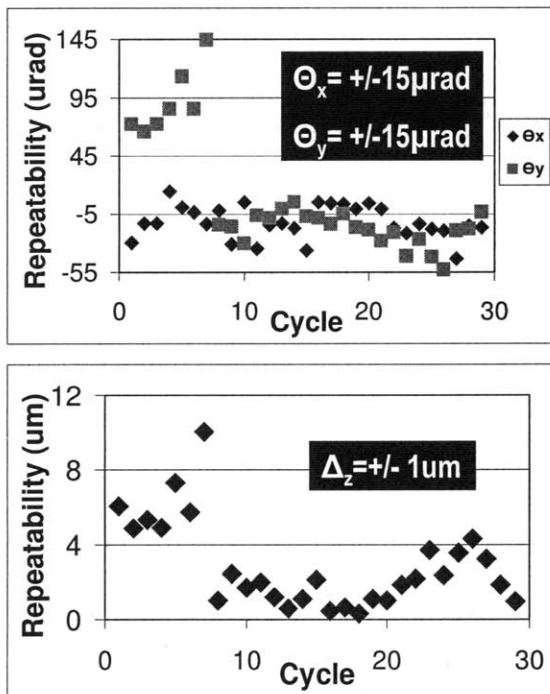 145
95
45
-5
-55
Repeatability (urad)
Θx= +/-15μrad
Θy= +/-15μrad
Θx
Θy
0 10 20 30
Cycle
12
8
4
0
Repeatability (um)
Δz=+/- 1um
0 10 20 30
Cycle